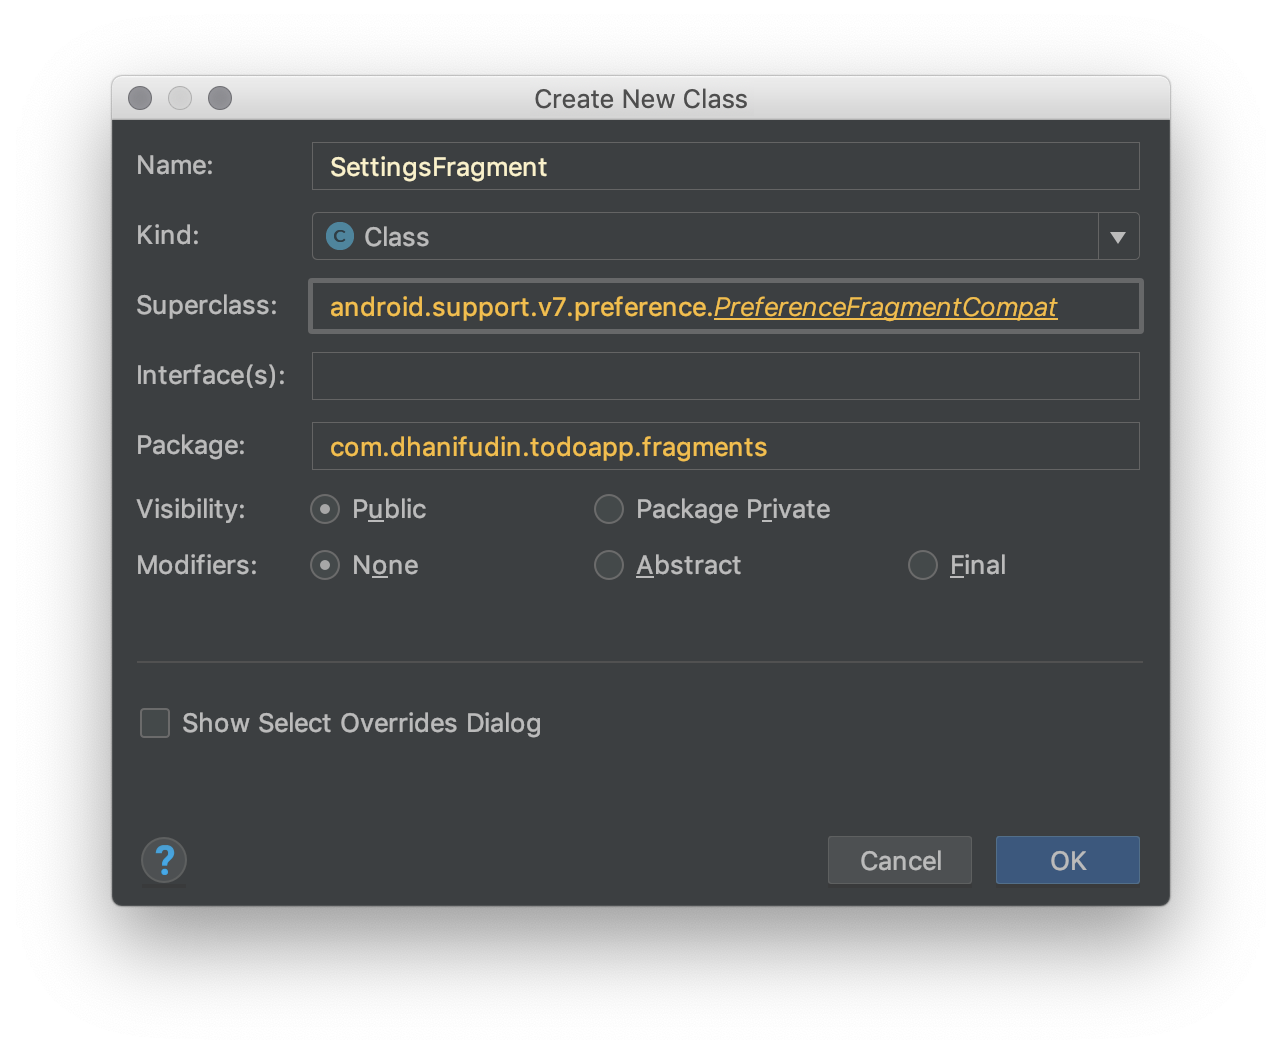 Create New Class
Name: SettingsFragment
Kind: C Class
Superclass: android.support.v7.preference.PreferenceFragmentCompat
Interface(s):
Package: com.dhanifudin.todoapp.fragments
Visibility: Public Package Private
Modifiers: None Abstract Final
Show Select Overrides Dialog
? Cancel OK